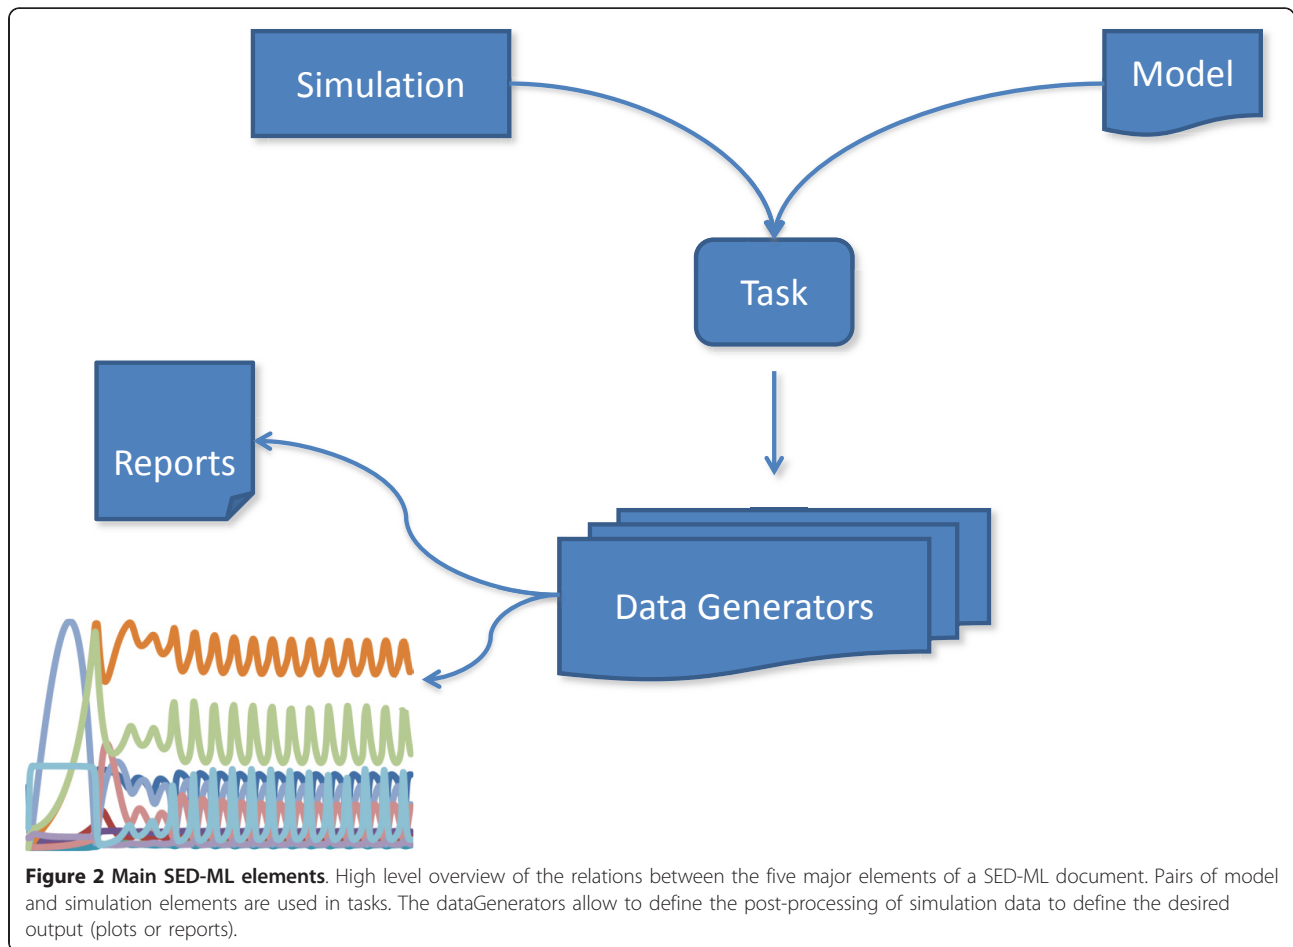 Simulation
Model
Task
Reports
Data Generators
Figure 2 Main SED-ML elements. High level overview of the relations between the five major elements of a SED-ML document. Pairs of model
and simulation elements are used in tasks. The dataGenerators allow to define the post-processing of simulation data to define the desired
output (plots or reports).